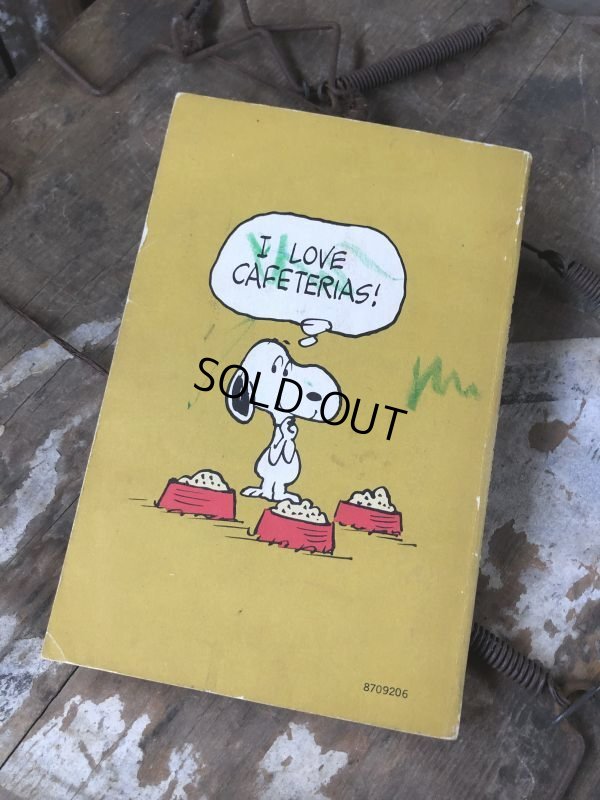 I LOVE
CAFETERIAS!
SOLD OUT
8709206